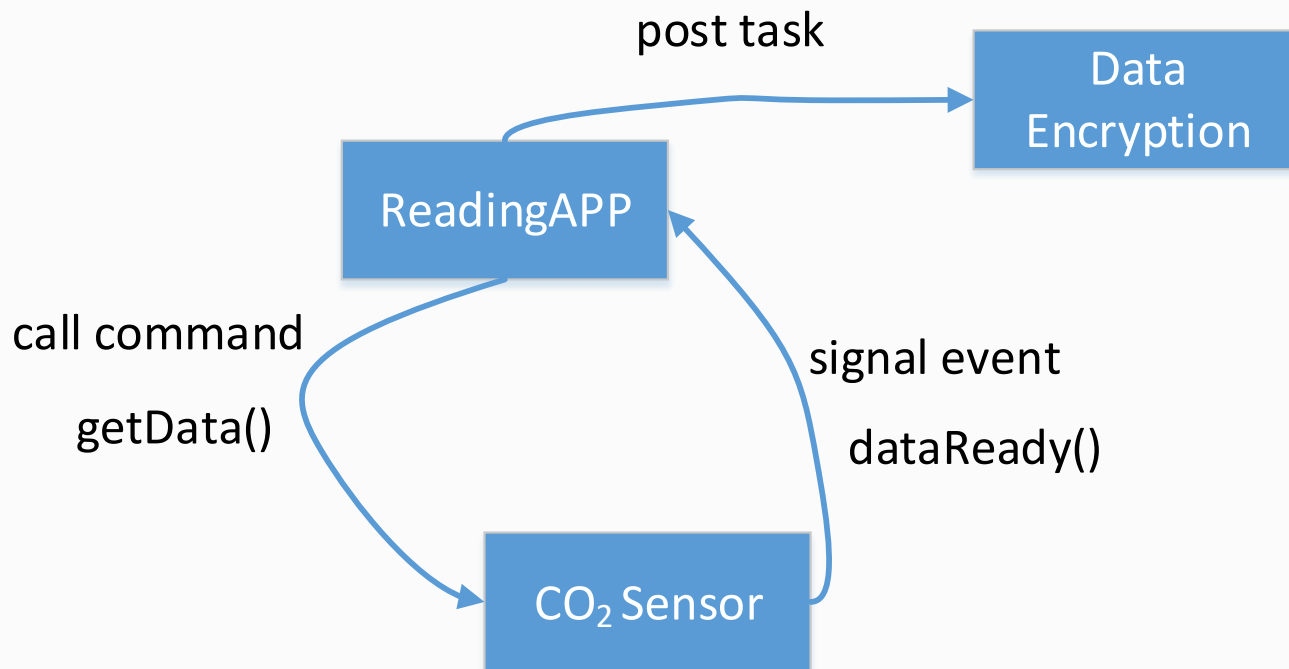 post task
Data
Encryption
ReadingAPP
call command
getData()
signal event
dataReady()
CO₂ Sensor